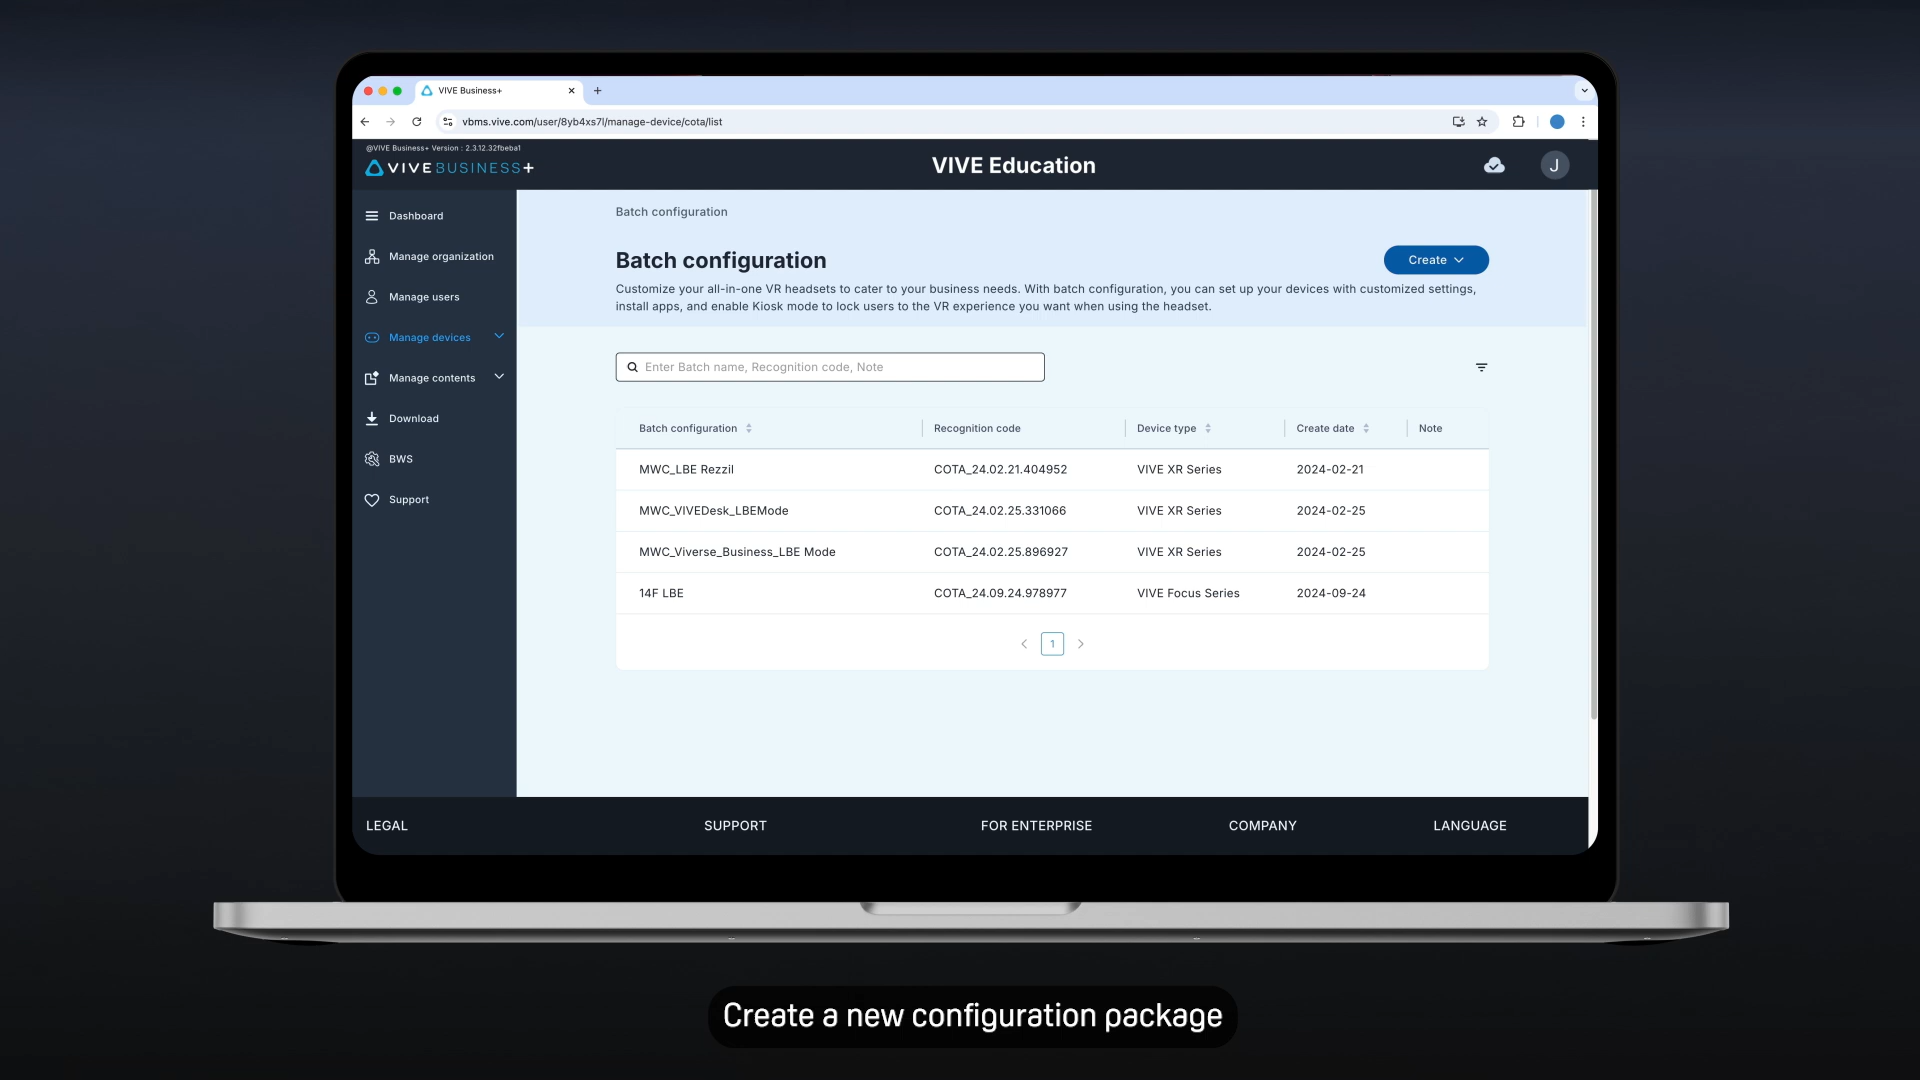 VIVE Business+
vbms.vive.com/user/8yb4xs7l/manage-device/cota/list
@VIVE Business+ Version : 2.3.12.32fbeba1
VIVE BUSINESS+
VIVE Education
J
Dashboard
Manage organization
Manage users
Manage devices
Manage contents
Download
BWS
Support
Batch configuration
Batch configuration
Create
Customize your all-in-one VR headsets to cater to your business needs. With batch configuration, you can set up your devices with customized settings,
install apps, and enable Kiosk mode to lock users to the VR experience you want when using the headset.
Enter Batch name, Recognition code, Note
Batch configuration Recognition code Device type Create date Note
MWC_LBE Rezzil COTA_24.02.21.404952 VIVE XR Series 2024-02-21
MWC_VIVEDesk_LBEMode COTA_24.02.25.331066 VIVE XR Series 2024-02-25
MWC_Viverse_Business_LBE Mode COTA_24.02.25.896927 VIVE XR Series 2024-02-25
14F LBE COTA_24.09.24.978977 VIVE Focus Series 2024-09-24
1
LEGAL SUPPORT FOR ENTERPRISE COMPANY LANGUAGE
Create a new configuration package